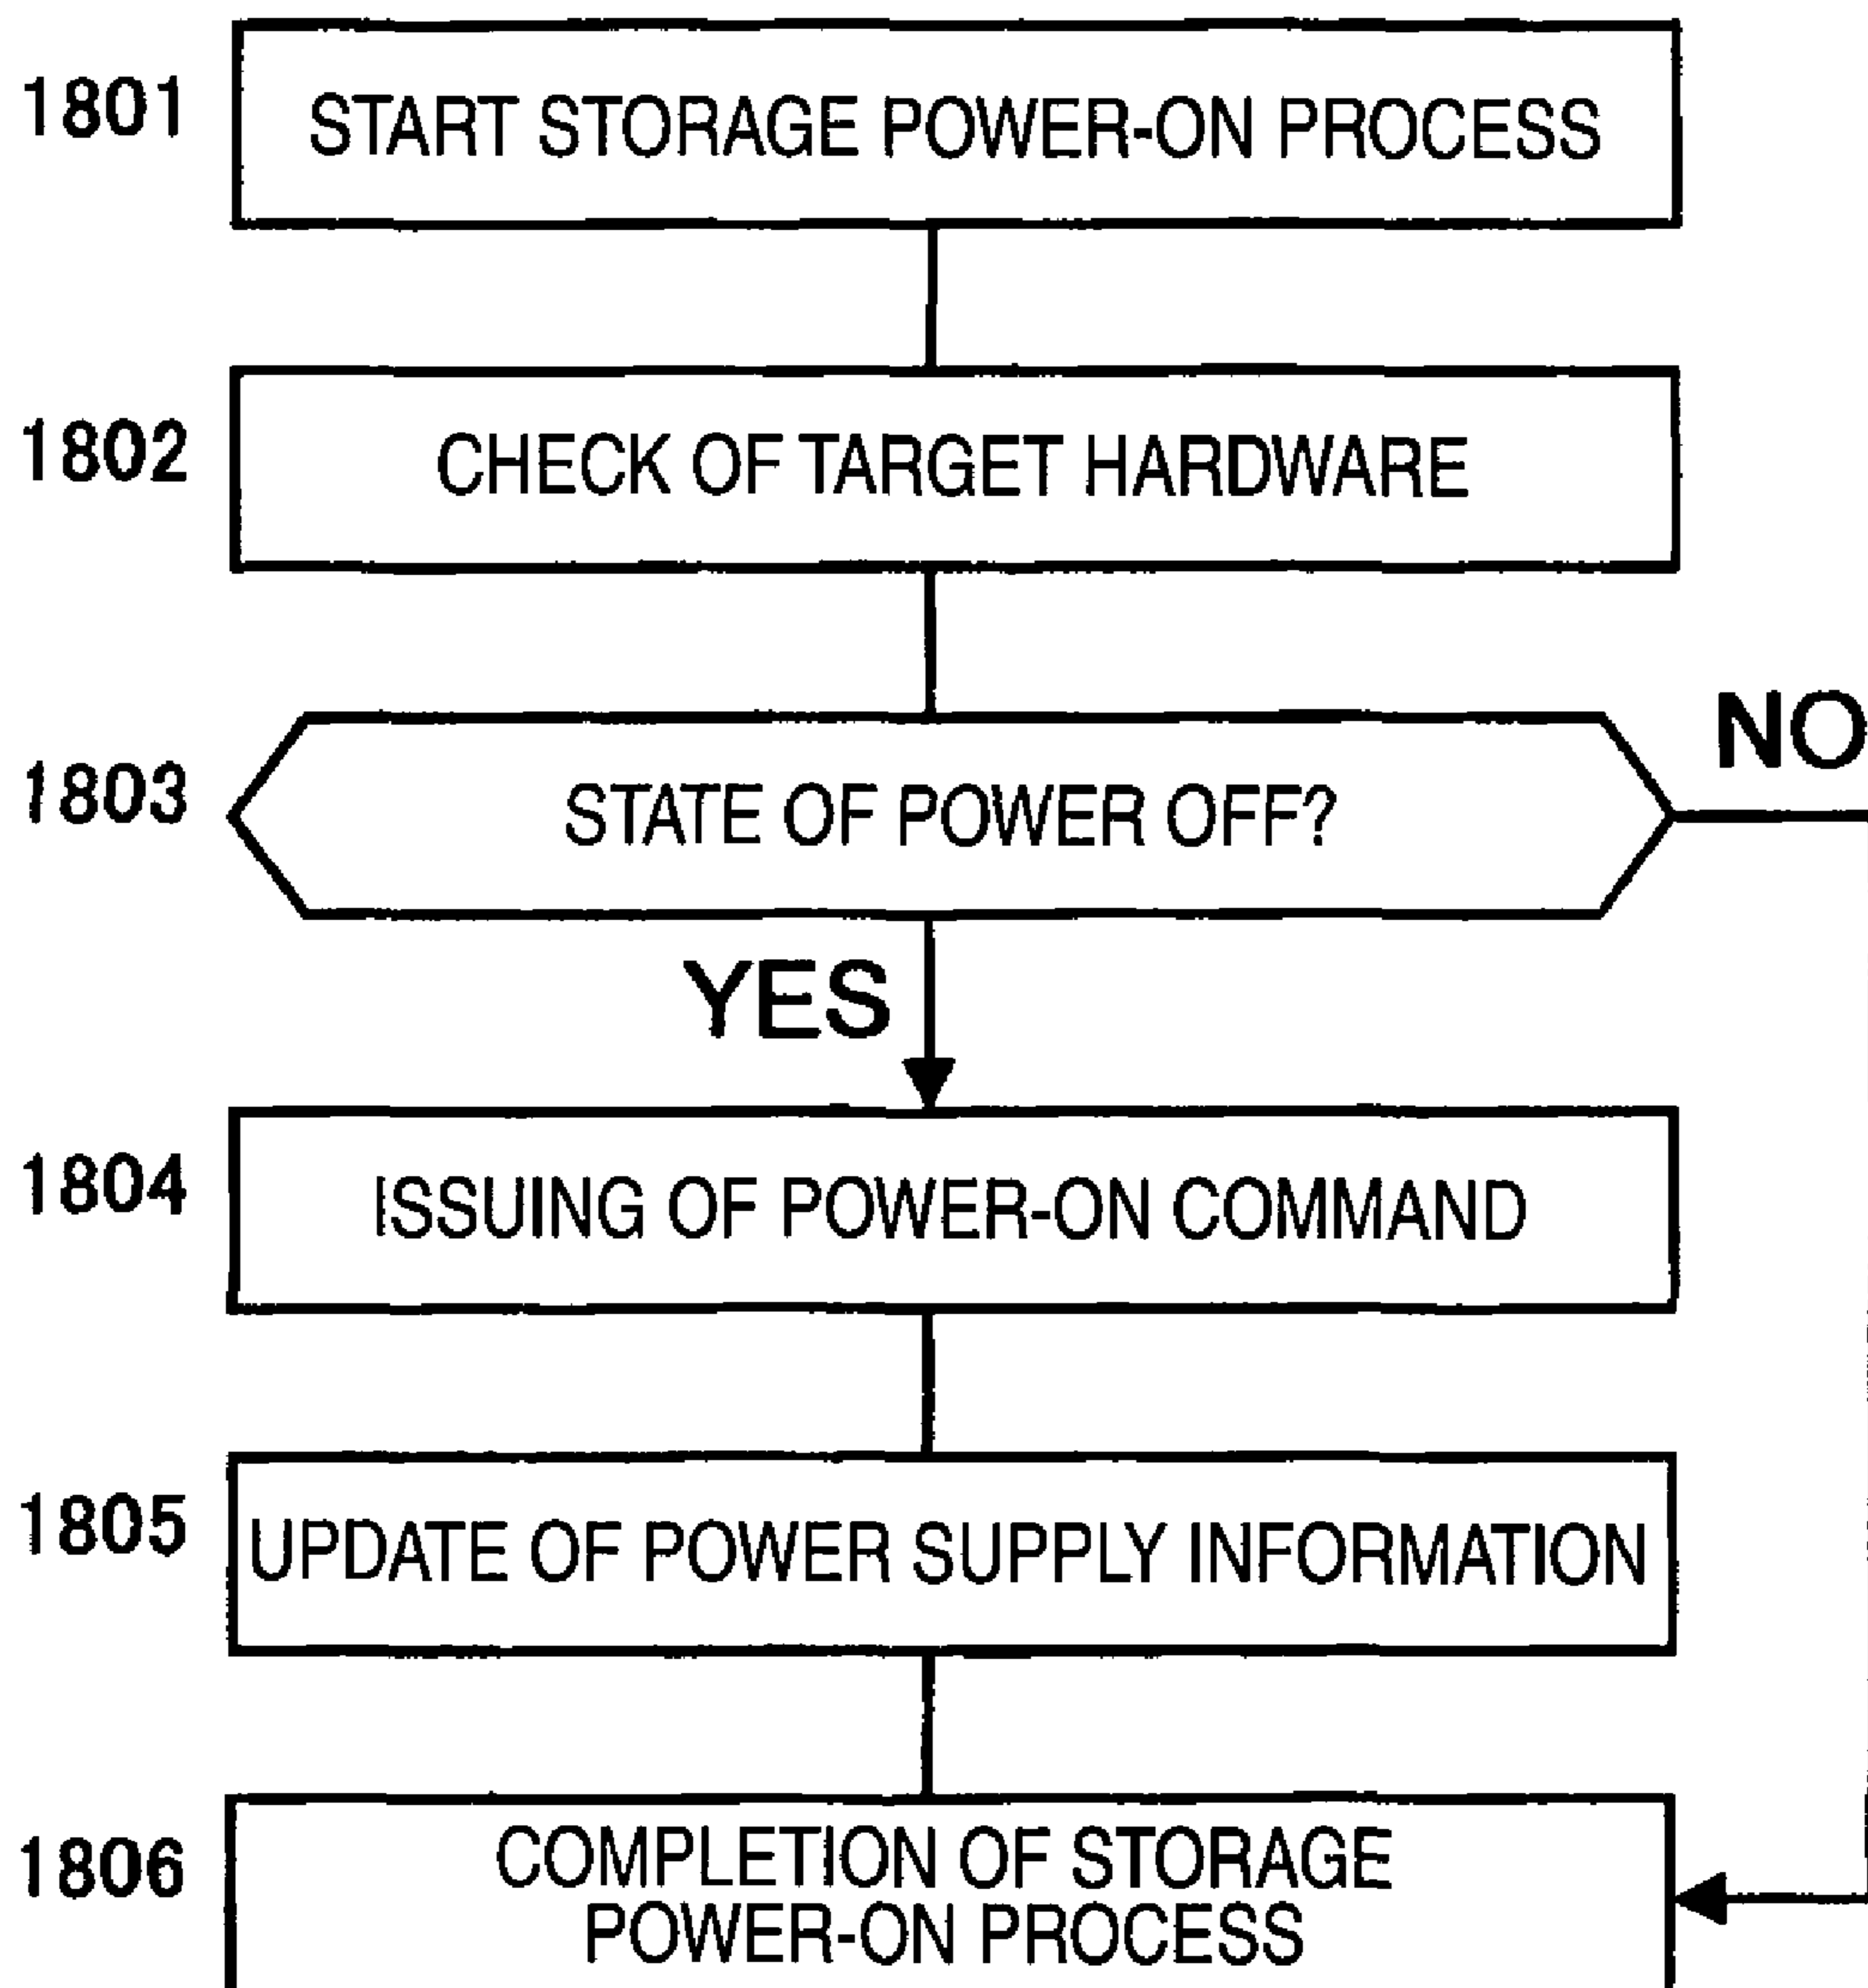 1801 START STORAGE POWER-ON PROCESS
1802 CHECK OF TARGET HARDWARE
1803 STATE OF POWER OFF? NO
YES
1804 ISSUING OF POWER-ON COMMAND
1805 UPDATE OF POWER SUPPLY INFORMATION
1806 COMPLETION OF STORAGE
POWER-ON PROCESS